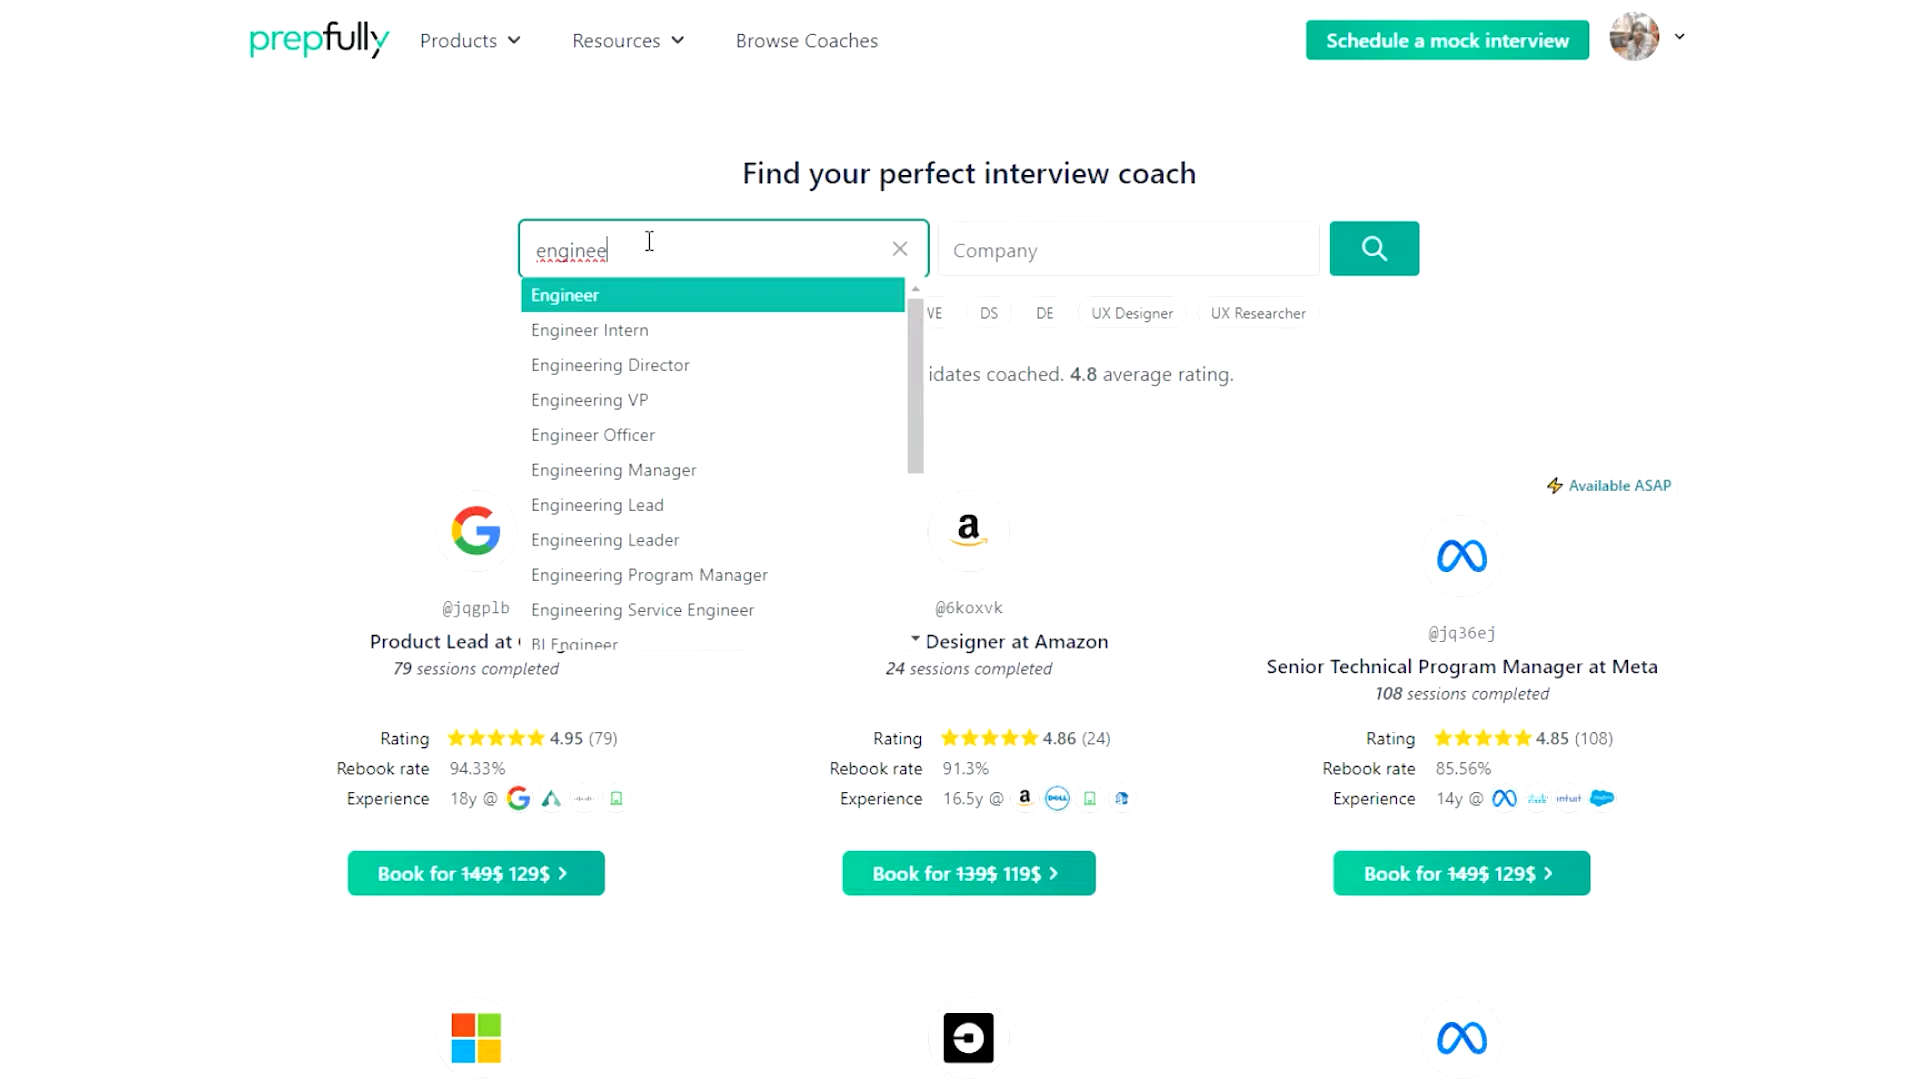 prepfully Products Resources Browse Coaches Schedule a mock interview
Find your perfect interview coach
enginee Company
Engineer
Engineer Intern
Engineering Director
Engineering VP
Engineer Officer
Engineering Manager
Engineering Lead
Engineering Leader
Engineering Program Manager
Engineering Service Engineer
BI Engineer
VE DS DE UX Designer UX Researcher
idates coached. 4.8 average rating.
@jqgplb
Product Lead at
79 sessions completed
Rating 4.95 (79)
Rebook rate 94.33%
Experience 18y @
Book for 149$ 129$ >
a
@6koxvk
Designer at Amazon
24 sessions completed
Rating 4.86 (24)
Rebook rate 91.3%
Experience 16.5y @ a DELL
Book for 139$ 119$ >
Available ASAP
@jq36ej
Senior Technical Program Manager at Meta
108 sessions completed
Rating 4.85 (108)
Rebook rate 85.56%
Experience 14y @ intuit
Book for 149$ 129$ >